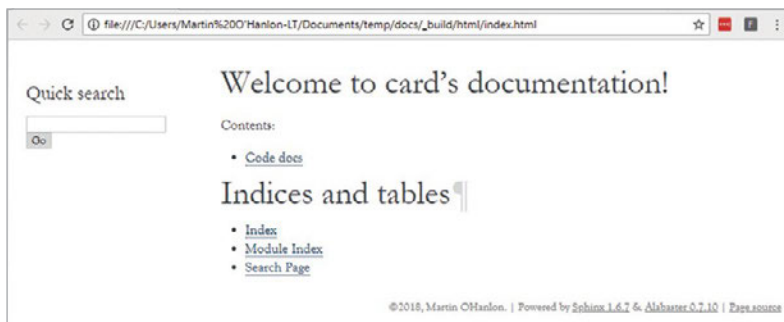 file:///C:/Users/Martin%20O'Hanlon-LT/Documents/temp/docs/_build/html/index.html
Quick search
Go
Welcome to card's documentation!
Contents:
Code docs
Indices and tables¶
Index
Module Index
Search Page
©2018, Martin OHanlon. | Powered by Sphinx 1.6.7 & Alabaster 0.7.10 | Page source